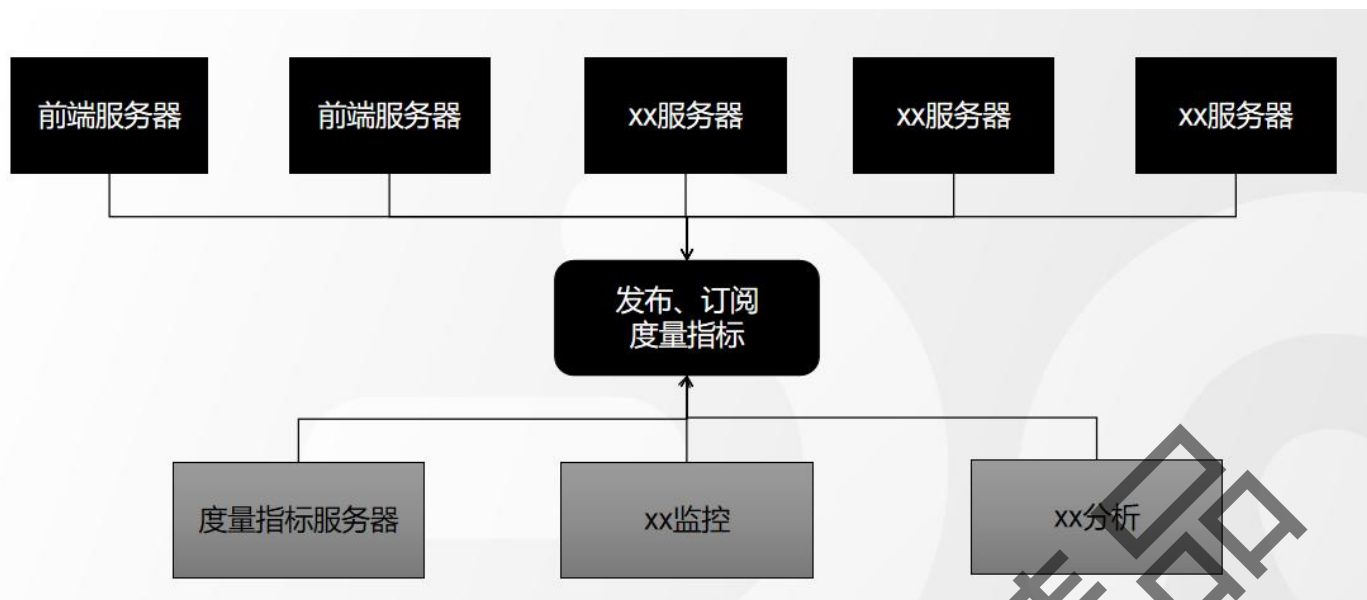 前端服务器
前端服务器
xx服务器
xx服务器
xx服务器
发布、订阅
度量指标
度量指标服务器
xx监控
xx分析
品